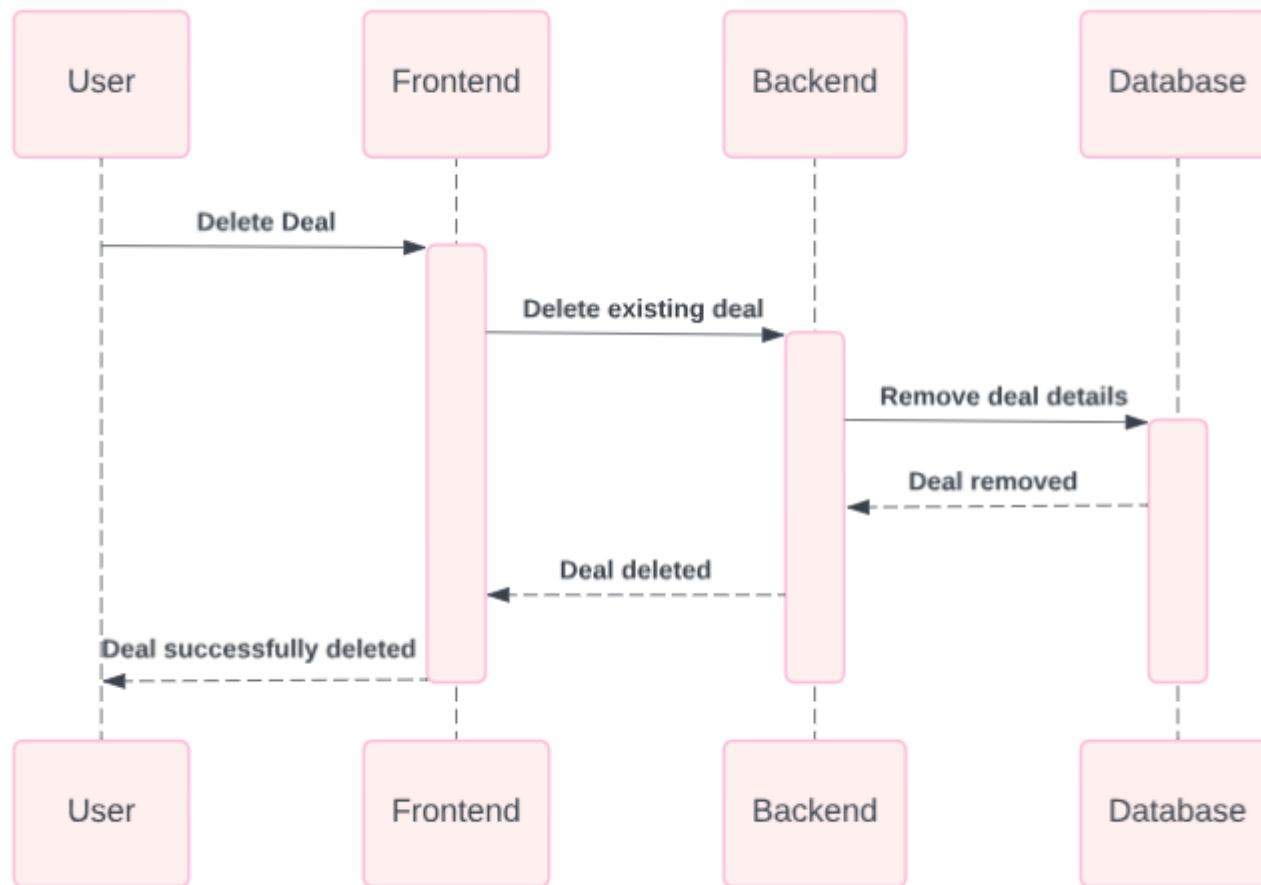 User
Frontend
Backend
Database
Delete Deal
Delete existing deal
Remove deal details
Deal removed
Deal deleted
Deal successfully deleted
User
Frontend
Backend
Database